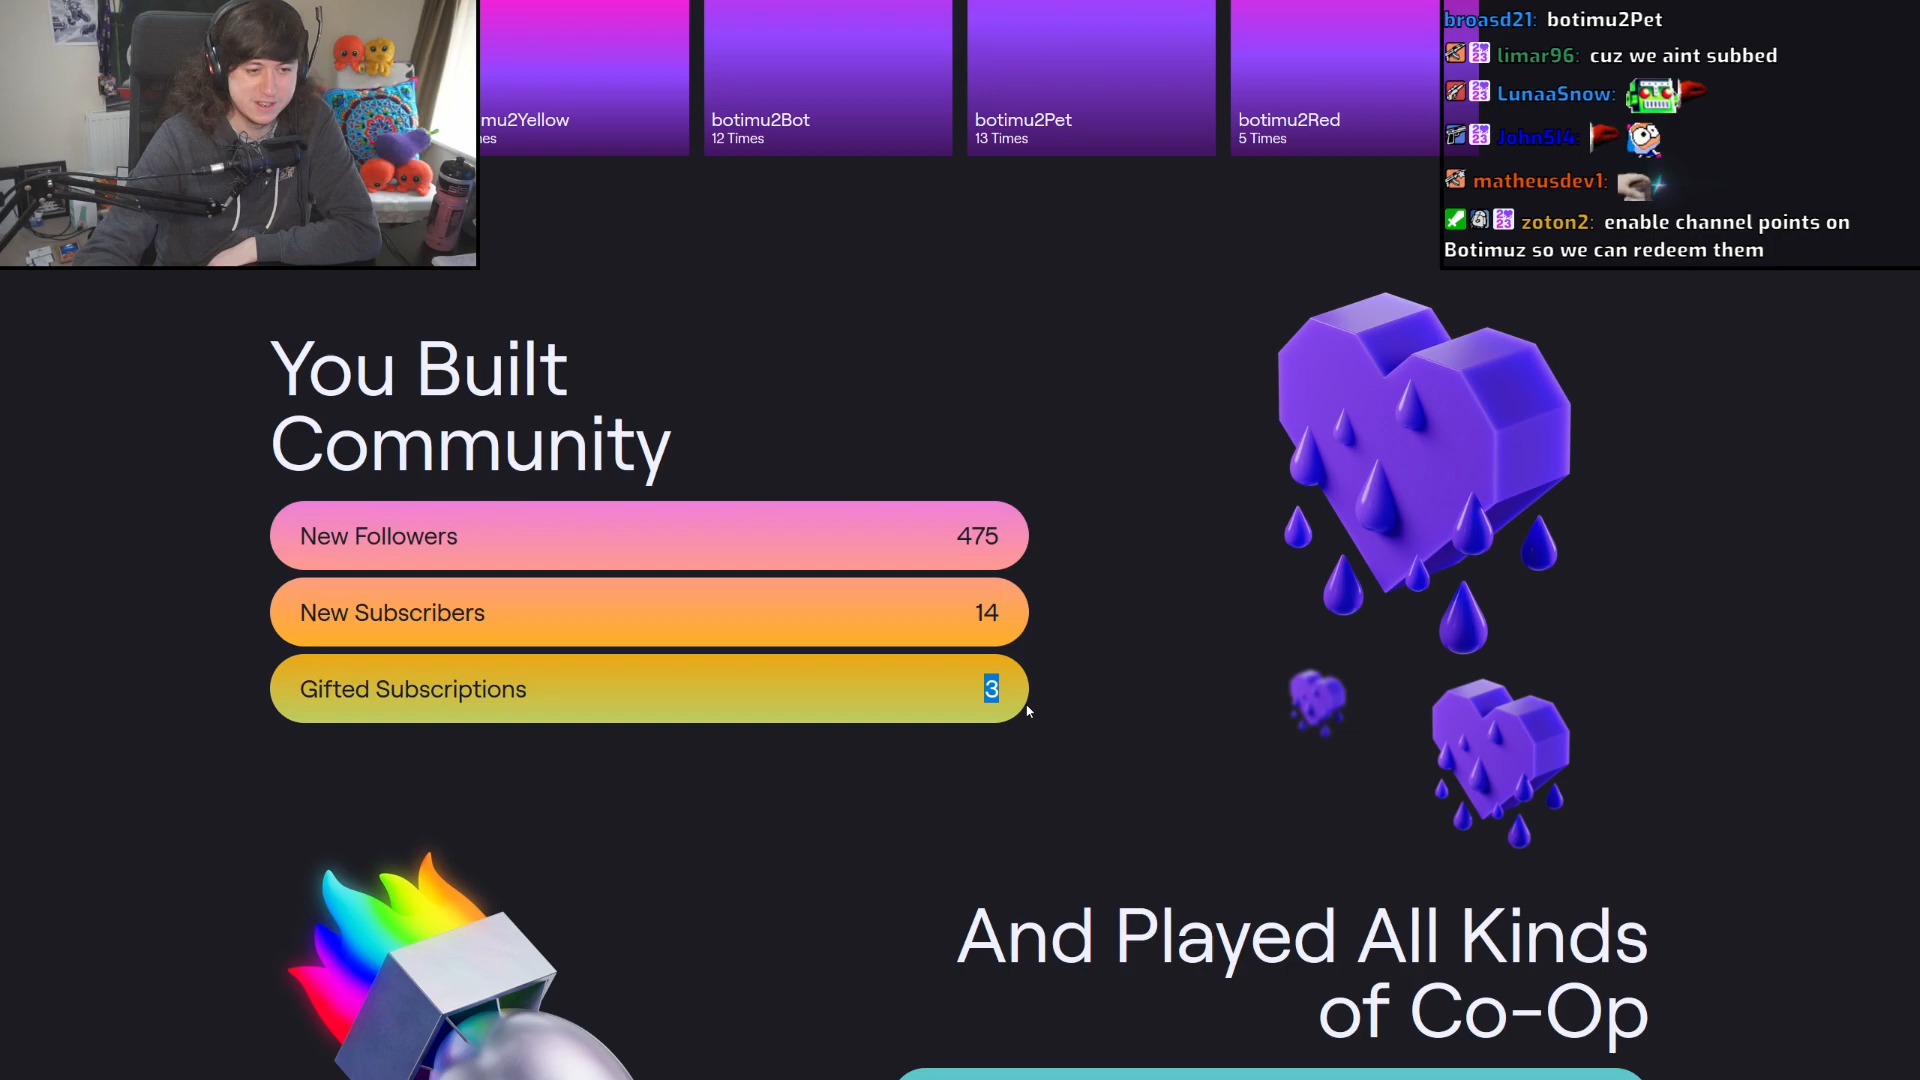 mu2Yellow
nes
botimu2Bot
12 Times
botimu2Pet
13 Times
botimu2Red
5 Times
broasd21: botimu2Pet
limar96: cuz we aint subbed
LunaaSnow:
John5I4:
matheusdev1:
zoton2: enable channel points on
Botimuz so we can redeem them
You Built
Community
New Followers 475
New Subscribers 14
Gifted Subscriptions 3
And Played All Kinds
of Co-Op